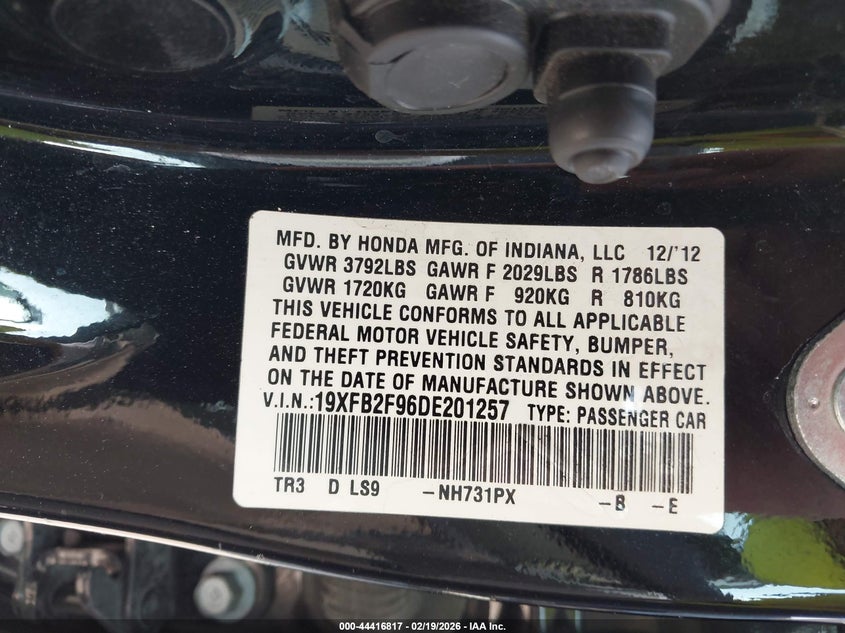 MFD. BY HONDA MFG. OF INDIANA, LLC 12/'12
GVWR 3792LBS GAWR F 2029LBS R 1786LBS
GVWR 1720KG GAWR F 920KG R 810KG
THIS VEHICLE CONFORMS TO ALL APPLICABLE
FEDERAL MOTOR VEHICLE SAFETY, BUMPER,
AND THEFT PREVENTION STANDARDS IN EFFECT
ON THE DATE OF MANUFACTURE SHOWN ABOVE.
V.I.N.:19XFB2F96DE201257 TYPE: PASSENGER CAR
TR3 D LS9 -NH731PX -B -E
000-44416817 - 02/19/2026 - IAA Inc.